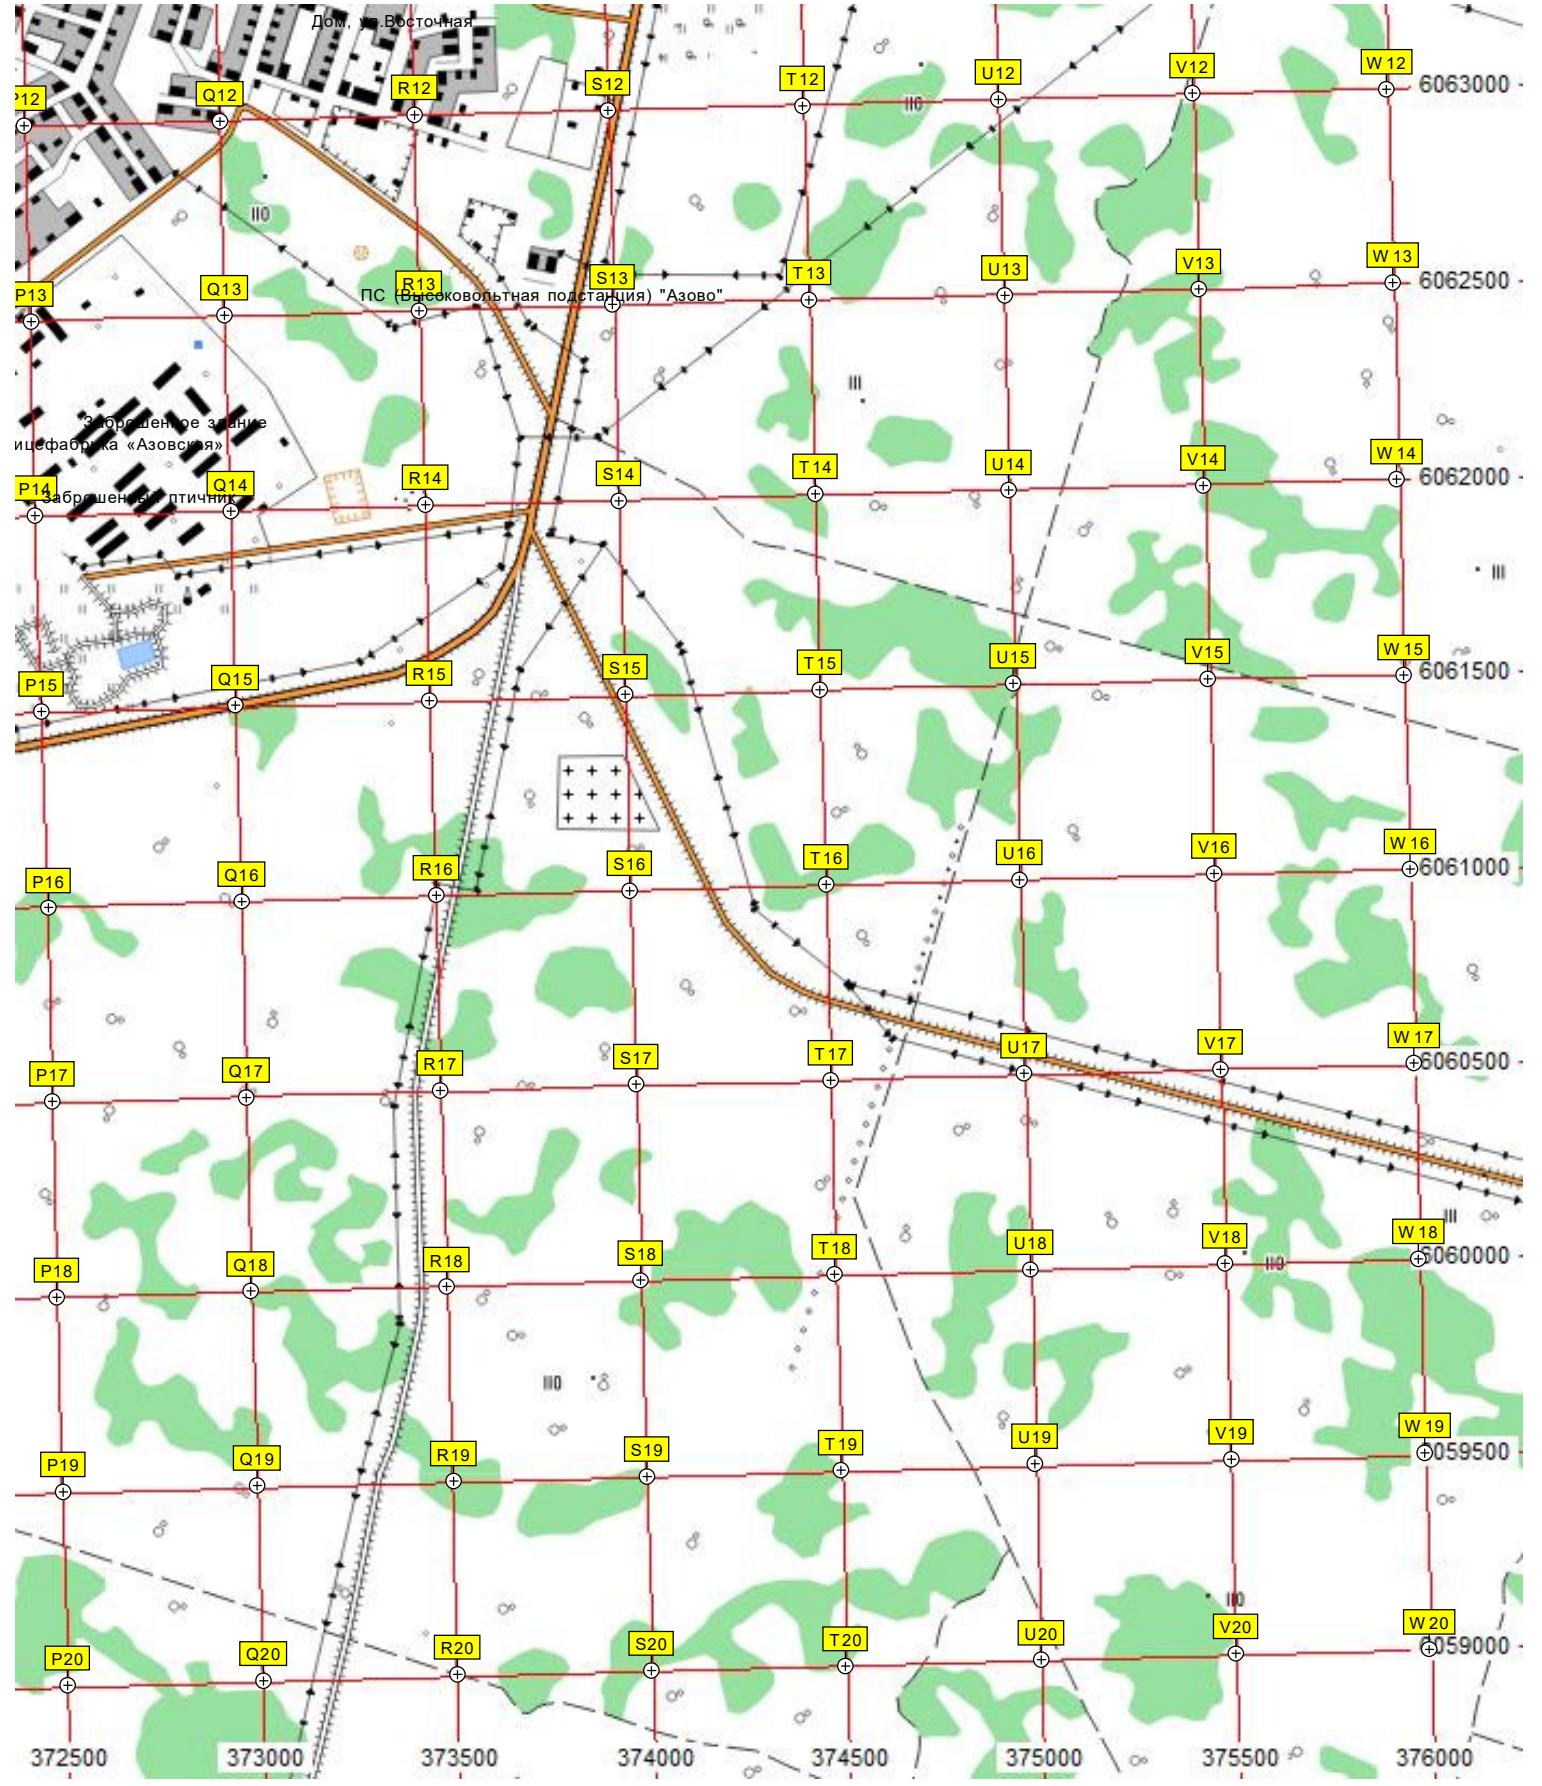 Дом, ул.Восточная
P12
Q12
R12
S12
T12
U12
V12
W12
6063000
P13
Q13
R13
S13
T13
U13
V13
W13
6062500
ПС (Высоковольтная подстанция) "Азово"
Заброшенное здание
ицефабрика «Азовская»
P14
Q14
R14
S14
T14
U14
V14
W14
6062000
Заброшенный птичник
P15
Q15
R15
S15
T15
U15
V15
W15
6061500
P16
Q16
R16
S16
T16
U16
V16
W16
6061000
P17
Q17
R17
S17
T17
U17
V17
W17
6060500
P18
Q18
R18
S18
T18
U18
V18
W18
6060000
P19
Q19
R19
S19
T19
U19
V19
W19
6059500
P20
Q20
R20
S20
T20
U20
V20
W20
6059000
372500
373000
373500
374000
374500
375000
375500
376000